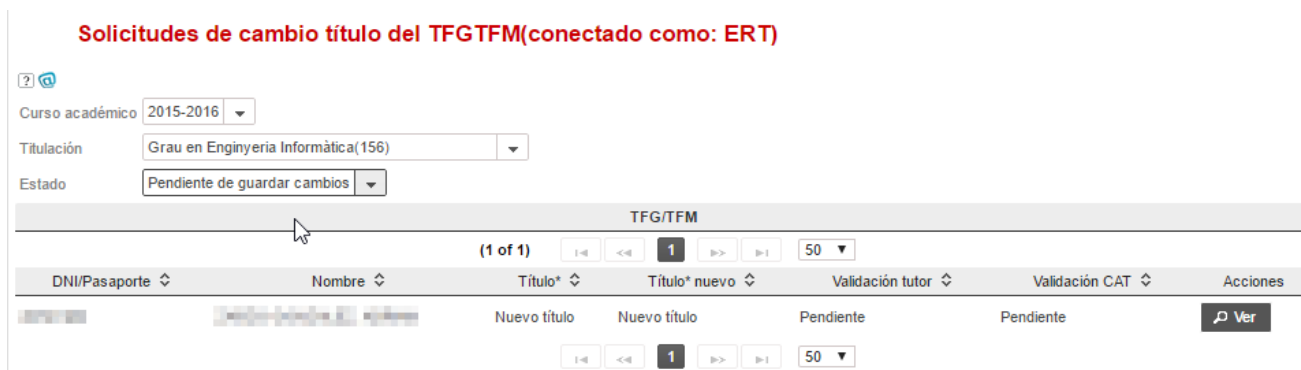 Solicitudes de cambio título del TFGTFM(conectado como: ERT)
?@
Curso académico 2015-2016
Titulación Grau en Enginyeria Informàtica(156)
Estado Pendiente de guardar cambios
TFG/TFM
(1 of 1) 1 50
DNI/Pasaporte Nombre Título* Título* nuevo Validación tutor Validación CAT Acciones
Nuevo título Nuevo título Pendiente Pendiente Ver
1 50